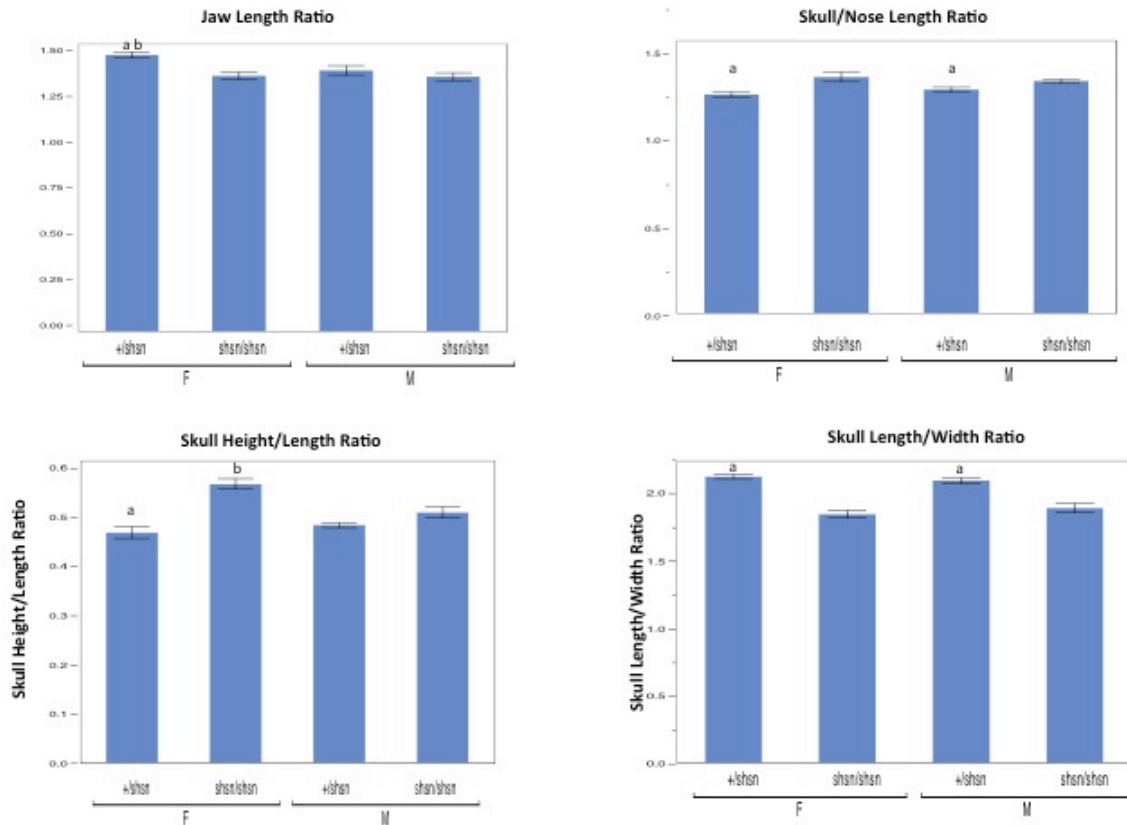 Jaw Length Ratio
a b
1.50
1.25
1.00
0.75
0.50
0.25
0.00
+/shsn shsn/shsn +/shsn shsn/shsn
F M
Skull/Nose Length Ratio
a a
1.5
1.0
0.5
0.0
+/shsn shsn/shsn +/shsn shsn/shsn
F M
Skull Height/Length Ratio
Skull Height/Length Ratio
b
a
0.6
0.5
0.4
0.3
0.2
0.1
0.0
+/shsn shsn/shsn +/shsn shsn/shsn
F M
Skull Length/Width Ratio
Skull Length/Width Ratio
a a
2.0
1.5
1.0
0.5
0.0
+/shsn shsn/shsn +/shsn shsn/shsn
F M